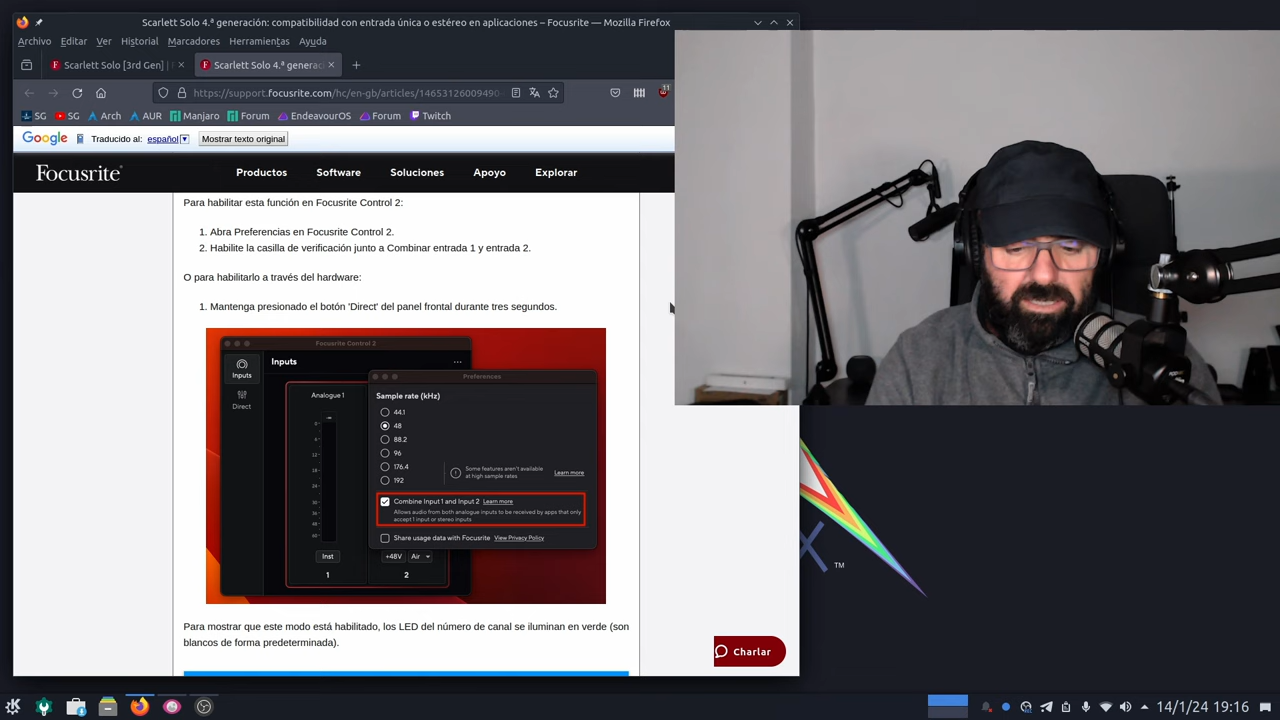 Scarlett Solo 4.ª generación: compatibilidad con entrada única o estéreo en aplicaciones – Focusrite — Mozilla Firefox
Archivo Editar Ver Historial Marcadores Herramientas Ayuda
Scarlett Solo [3rd Gen] |
Scarlett Solo 4.ª generaci
https://support.focusrite.com/hc/en-gb/articles/14653126009490-
11
SG SG Arch AUR Manjaro Forum EndeavourOS Forum Twitch
Google Traducido al: español Mostrar texto original
Focusrite Productos Software Soluciones Apoyo Explorar
Para habilitar esta función en Focusrite Control 2:
1. Abra Preferencias en Focusrite Control 2.
2. Habilite la casilla de verificación junto a Combinar entrada 1 y entrada 2.
O para habilitarlo a través del hardware:
1. Mantenga presionado el botón 'Direct' del panel frontal durante tres segundos.
Focusrite Control 2
Inputs
Inputs
Direct
Analogue 1
Preferences
Sample rate (kHz)
44.1
48
88.2
96
176.4
192
Some features aren't available
at high sample rates
Learn more
Combine Input 1 and Input 2 Learn more
Allows audio from both analogue inputs to be received by apps that only
accept 1 input or stereo inputs
Share usage data with Focusrite View Privacy Policy
Inst +48V Air
1 2
Para mostrar que este modo está habilitado, los LED del número de canal se iluminan en verde (son
blancos de forma predeterminada).
Charlar
X TM
14/1/24 19:16